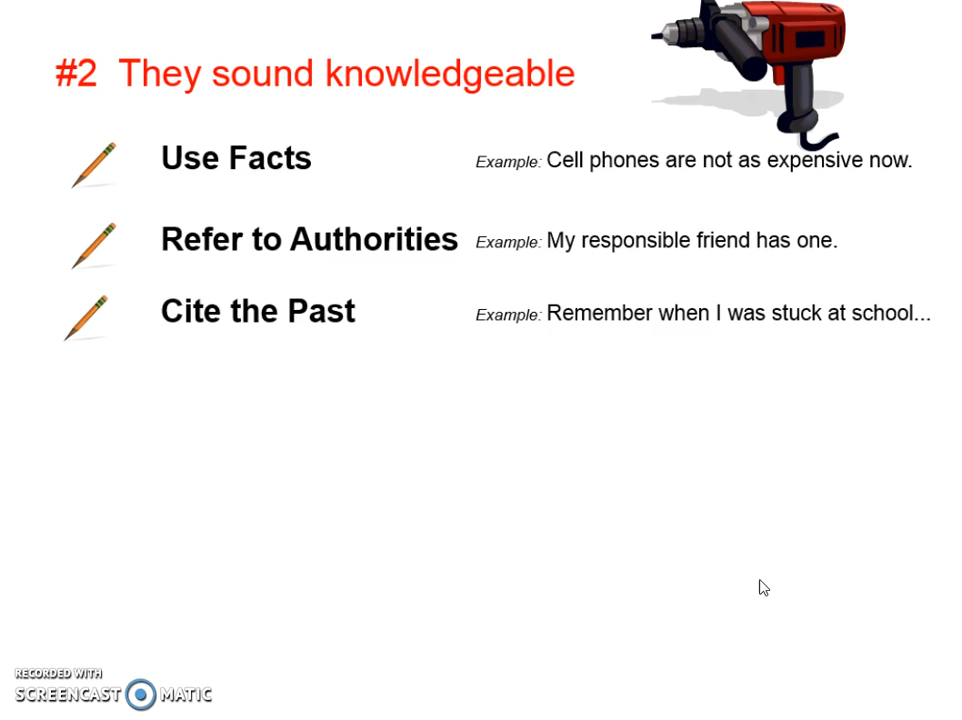 #2 They sound knowledgeable
Use Facts Example: Cell phones are not as expensive now.
Refer to Authorities Example: My responsible friend has one.
Cite the Past Example: Remember when I was stuck at school...
RECORDED WITH
SCREENCAST MATIC